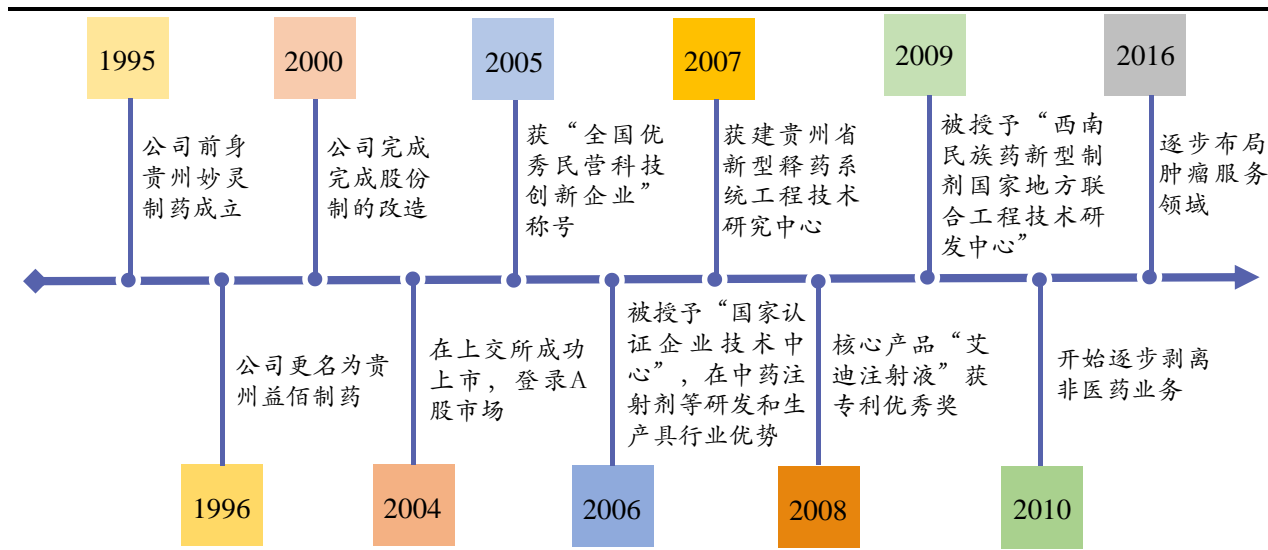 1995
公司前身
贵州妙灵
制药成立
1996
公司更名为贵
州益佰制药
2000
公司完成
完成股份
制的改造
2004
在上交所成功
上市，登录A
股市场
2005
获“全国优
秀民营科技
创新企业”
称号
2006
被授予“国家认
证企业技术中
心”，在中药注
射剂等研发和生
产具行业优势
2007
获建贵州省
新型释药系
统工程技术
研究中心
2008
核心产品“艾
迪注射液”获
专利优秀奖
2009
被授予“西南
民族药新型制
剂国家地方联
合工程技术研
发中心”
2010
开始逐步剥离
非医药业务
2016
逐步布局
肿瘤服务
领域